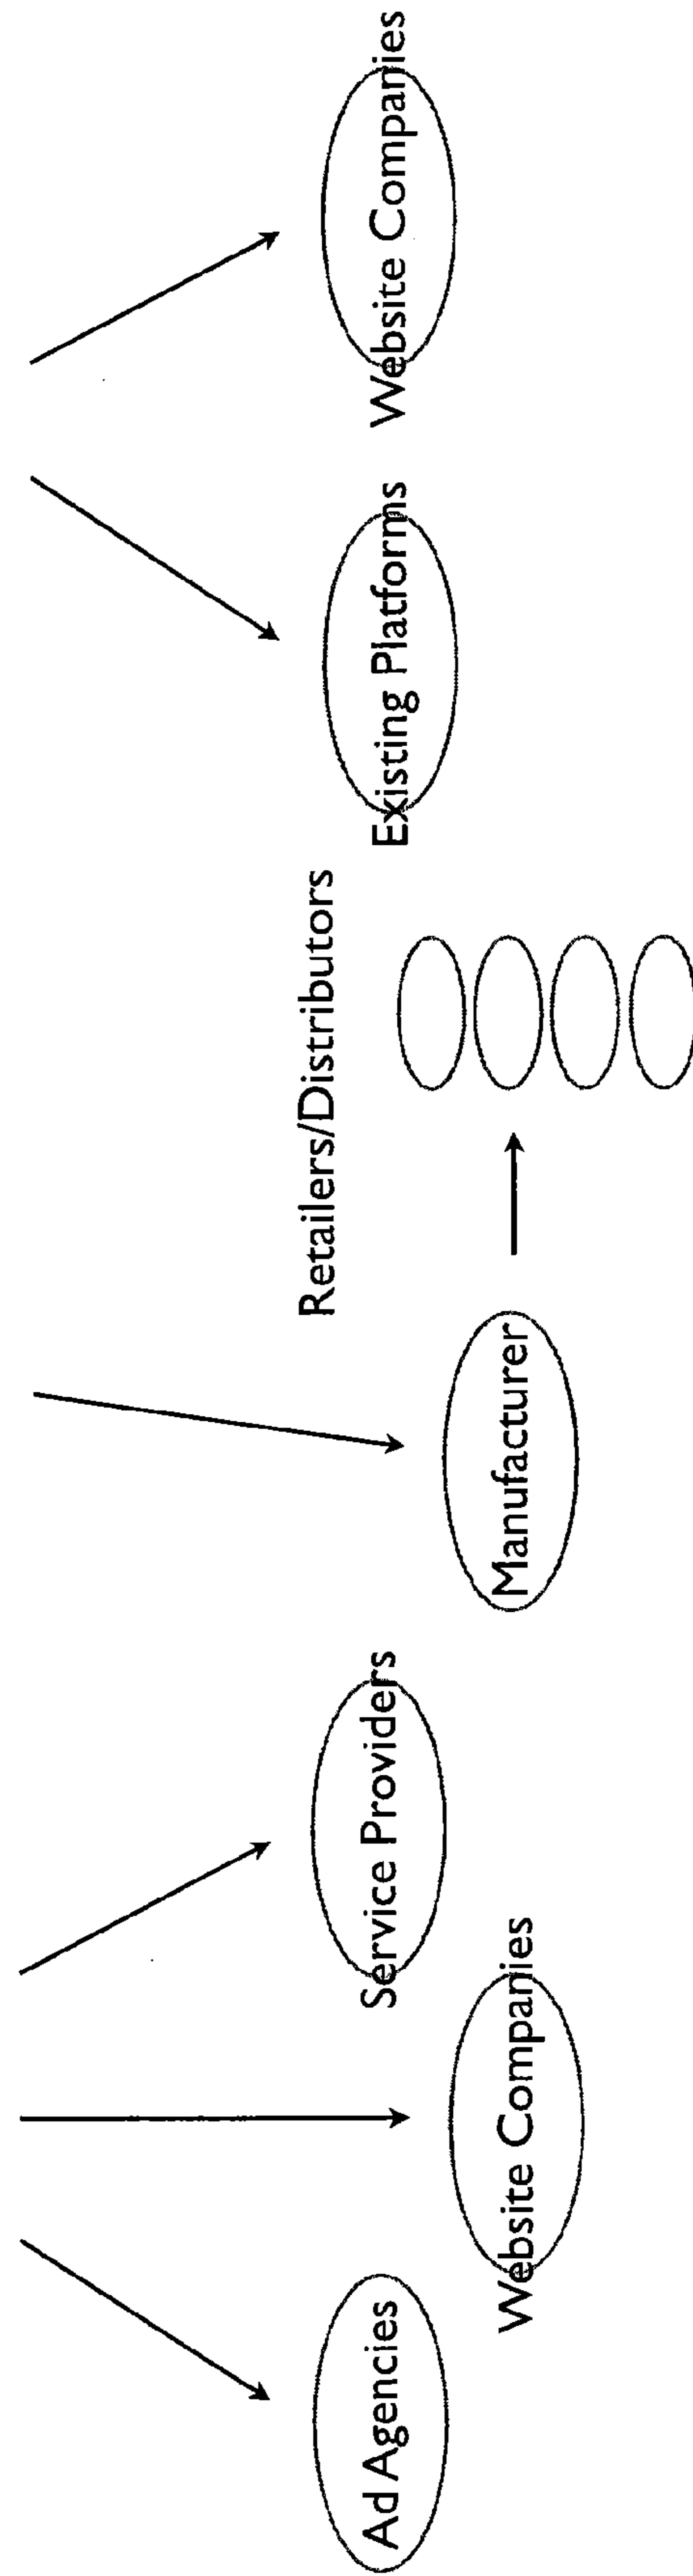 Ad Agencies
Website Companies
Service Providers
Manufacturer
Retailers/Distributors
Existing Platforms
Website Companies